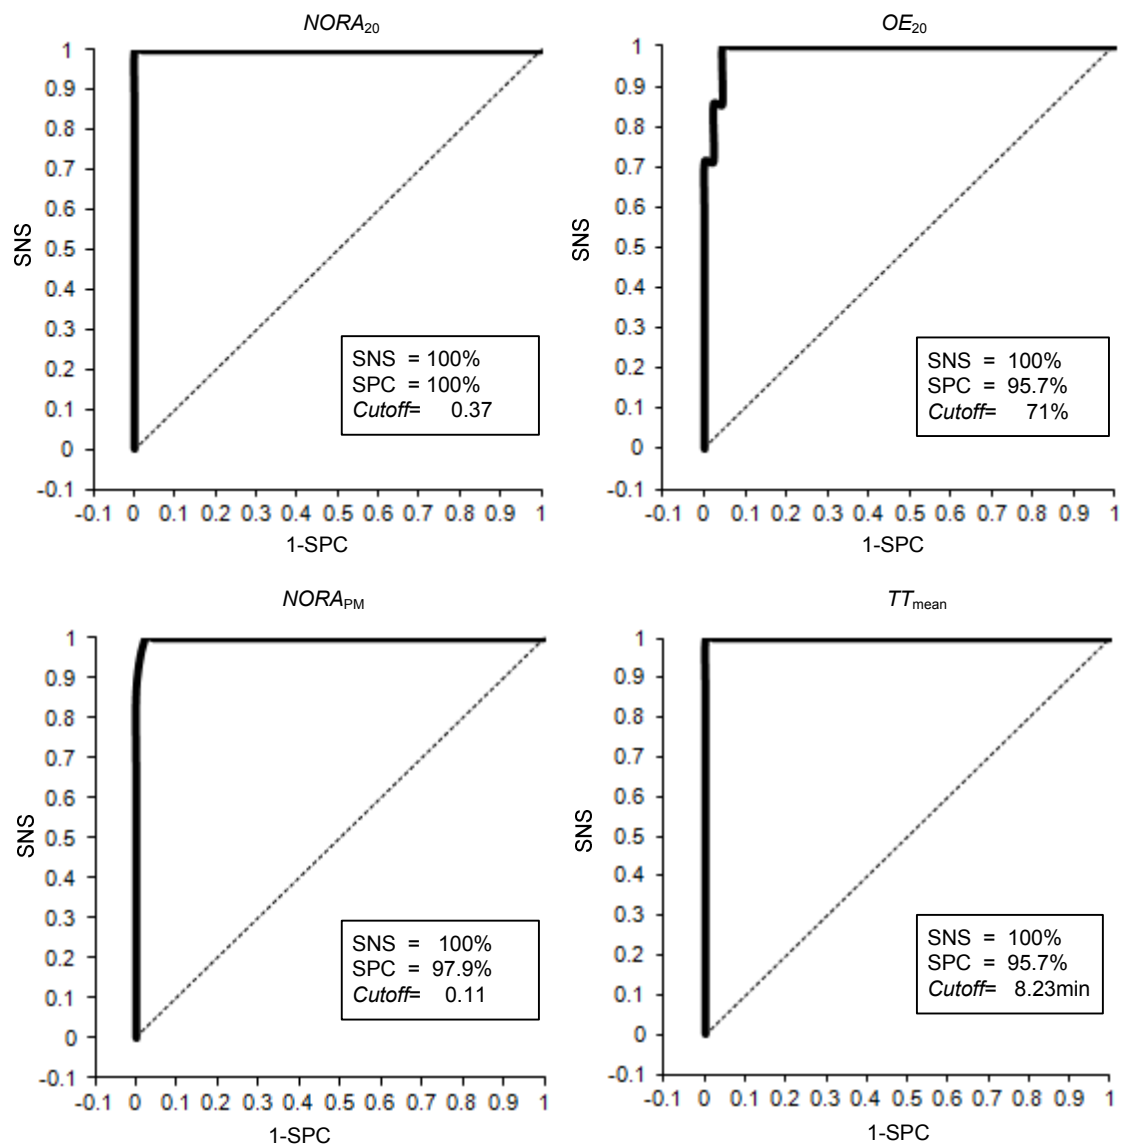 NORA20
1
0.9
0.8
0.7
0.6
0.5
0.4
0.3
0.2
0.1
0
-0.1
SNS
-0.1 0 0.1 0.2 0.3 0.4 0.5 0.6 0.7 0.8 0.9 1
1-SPC
SNS = 100%
SPC = 100%
Cutoff= 0.37
OE20
1
0.9
0.8
0.7
0.6
0.5
0.4
0.3
0.2
0.1
0
-0.1
SNS
-0.1 0 0.1 0.2 0.3 0.4 0.5 0.6 0.7 0.8 0.9 1
1-SPC
SNS = 100%
SPC = 95.7%
Cutoff= 71%
NORAPM
1
0.9
0.8
0.7
0.6
0.5
0.4
0.3
0.2
0.1
0
-0.1
SNS
-0.1 0 0.1 0.2 0.3 0.4 0.5 0.6 0.7 0.8 0.9 1
1-SPC
SNS = 100%
SPC = 97.9%
Cutoff= 0.11
TTmean
1
0.9
0.8
0.7
0.6
0.5
0.4
0.3
0.2
0.1
0
-0.1
SNS
-0.1 0 0.1 0.2 0.3 0.4 0.5 0.6 0.7 0.8 0.9 1
1-SPC
SNS = 100%
SPC = 95.7%
Cutoff= 8.23min